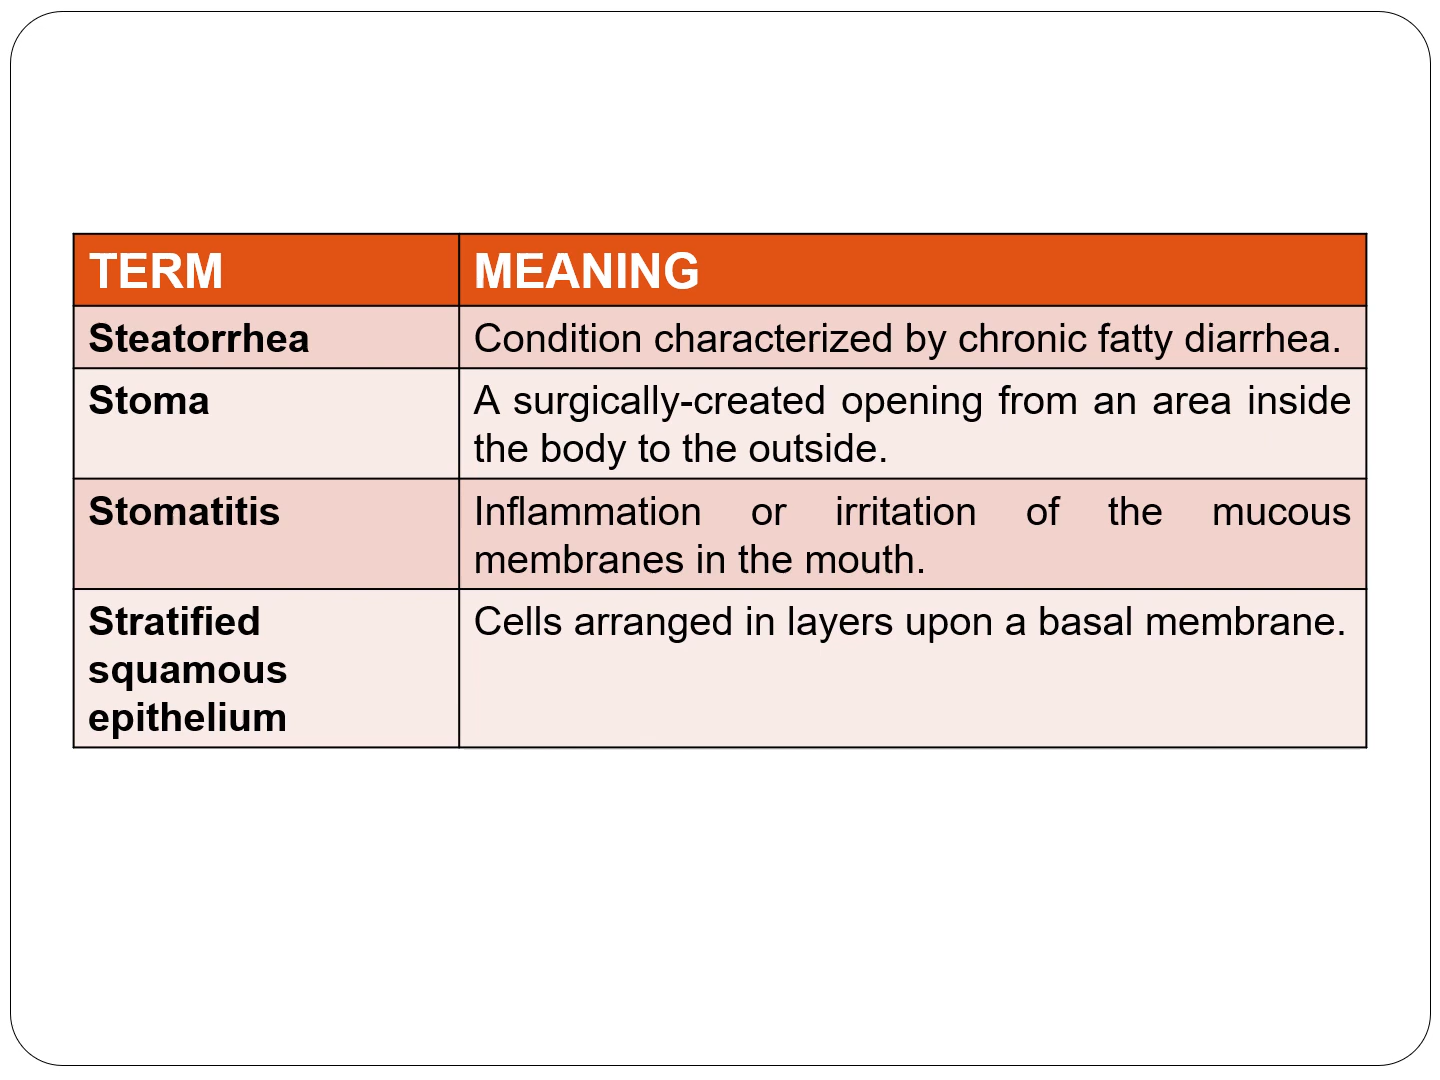 TERM MEANING
Steatorrhea Condition characterized by chronic fatty diarrhea.
Stoma A surgically-created opening from an area inside
the body to the outside.
Stomatitis Inflammation or irritation of the mucous
membranes in the mouth.
Stratified Cells arranged in layers upon a basal membrane.
squamous
epithelium